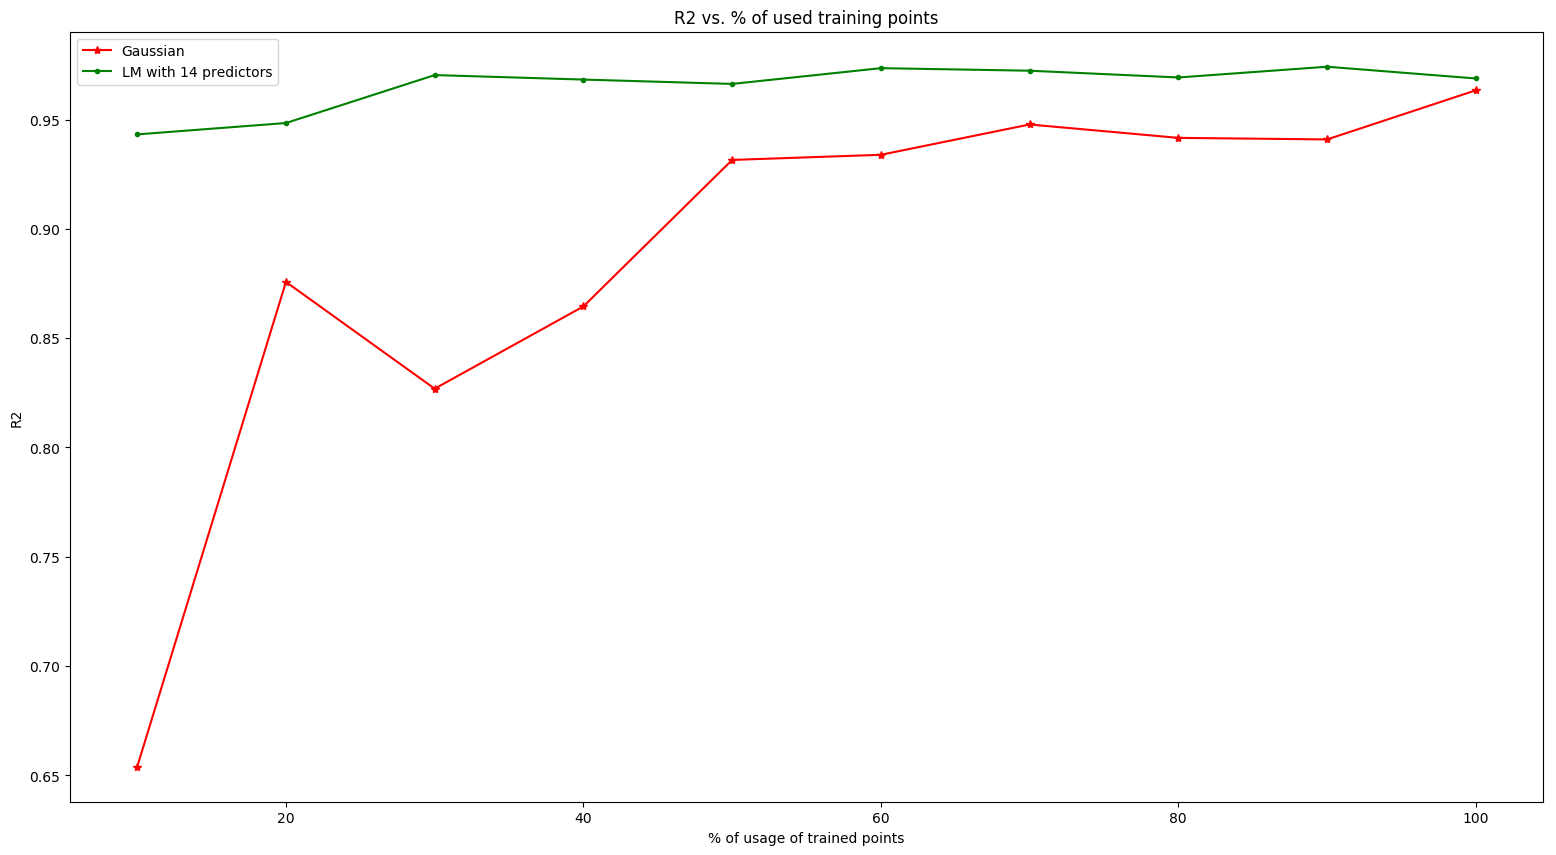 R2 vs. % of used training points
Gaussian
LM with 14 predictors
0.95
0.90
0.85
0.80
0.75
0.70
0.65
R2
20
40
60
80
100
% of usage of trained points